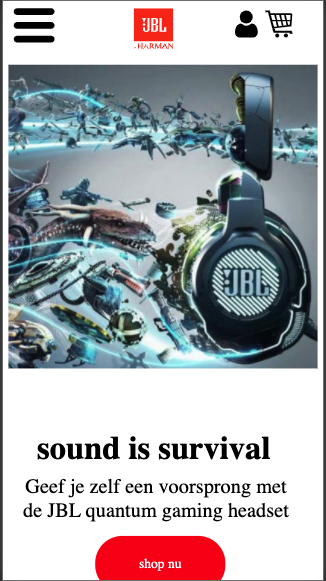 JBL
HARMAN
JBL
sound is survival
Geef je zelf een voorsprong met
de JBL quantum gaming headset
shop nu